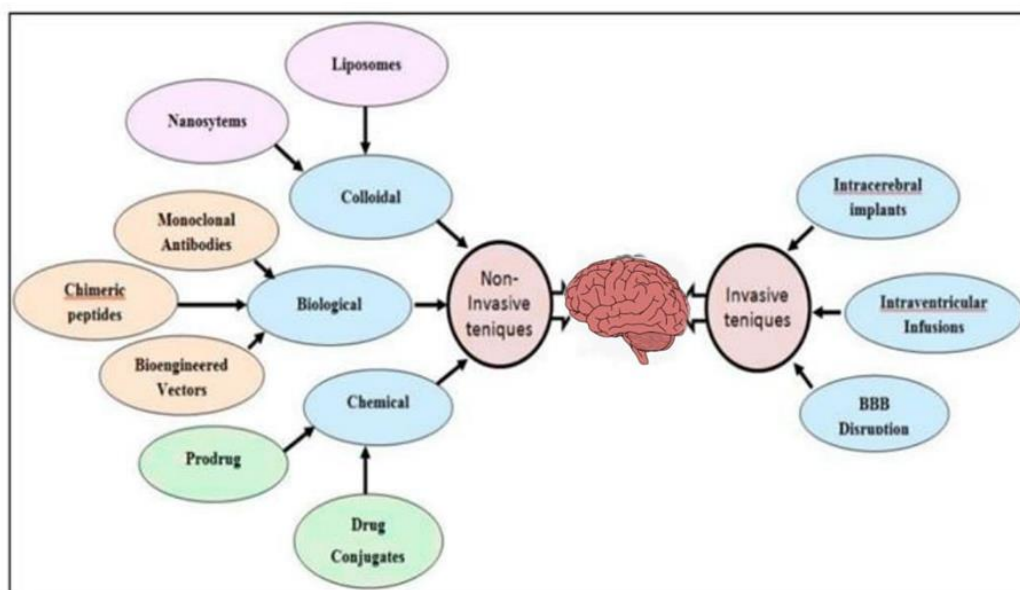 Liposomes
Nanosytems
Colloidal
Monoclonal
Antibodies
Chimeric
peptides
Biological
Bioengineered
Vectors
Chemical
Prodrug
Drug
Conjugates
Non-
Invasive
teniques
Invasive
teniques
Intracerebral
implants
Intraventricular
Infusions
BBB
Disruption